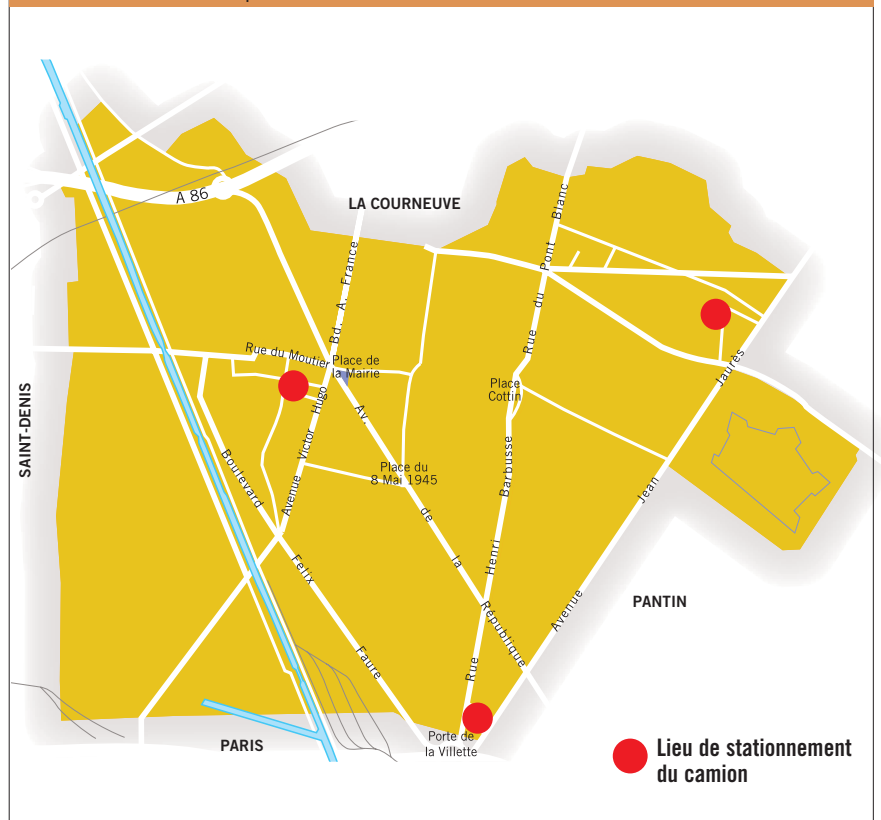 LA COURNEUVE
A 86
Bd. A. France
Rue du Pont Blanc
Rue du Moutier
Place de
la Mairie
Place
Cottin
Jaurès
SAINT-DENIS
Avenue Victor Hugo
Av.
Boulevard
Place du
8 Mai 1945
Barbusse
Jean
de
la
Felix
Henri
République
Avenue
PANTIN
Faure
Rue
Porte de
la Villette
PARIS
Lieu de stationnement
du camion